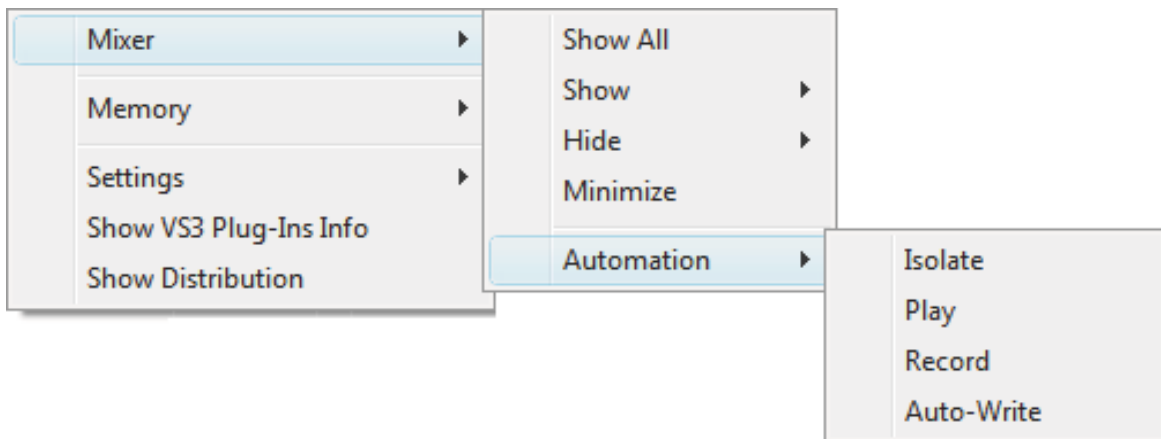 Mixer
Memory
Settings
Show VS3 Plug-Ins Info
Show Distribution
Show All
Show
Hide
Minimize
Automation
Isolate
Play
Record
Auto-Write